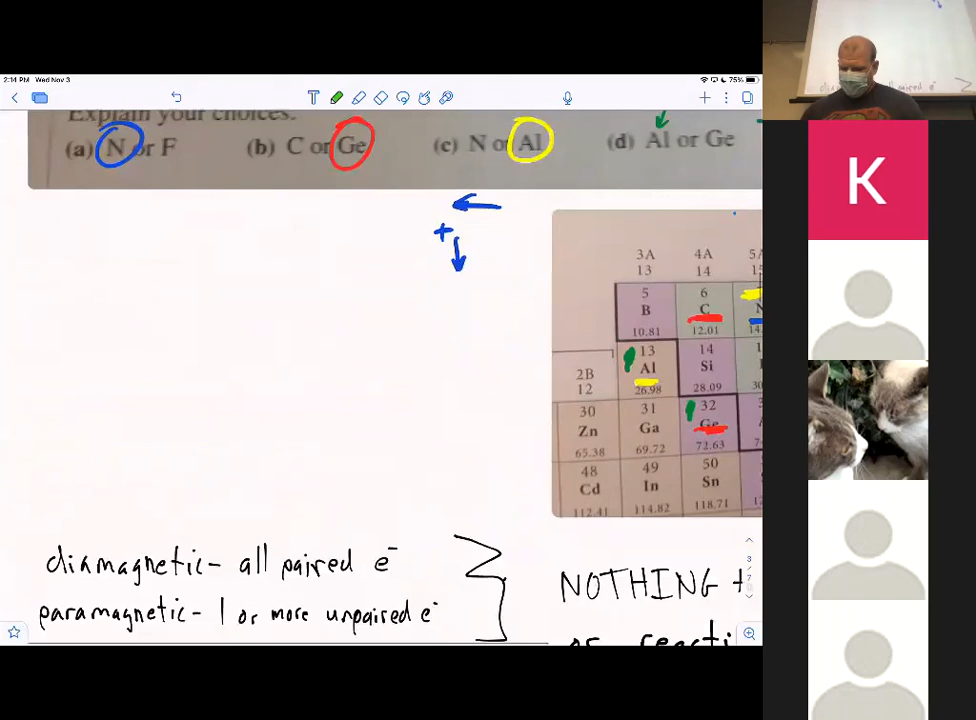 2:14 PM Wed Nov 3
75%
Explain your choices.
(a) N or F (b) C or Ge (c) N or Al (d) Al or Ge
+
3A 4A
13 14
5 6
B C
10.81 12.01
13 14
Al Si
2B
12
26.98 28.09
30 31 32
Zn Ga Ge
65.38 69.72 72.63
48 49 50
Cd In Sn
112.41 114.82 118.71
diamagnetic - all paired e-
paramagnetic - 1 or more unpaired e-
NOTHING
or
3
/
7
K